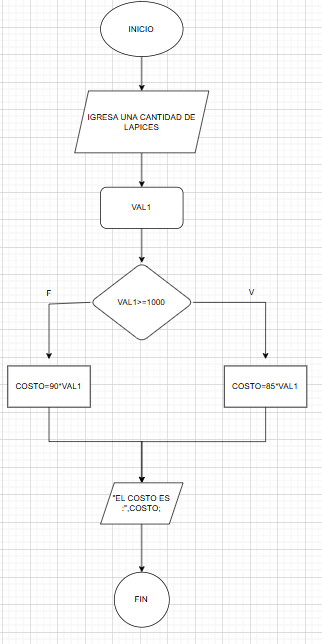 INICIO
IGRESA UNA CANTIDAD DE
LAPICES
VAL1
VAL1>=1000
F
V
COSTO=90*VAL1
COSTO=85*VAL1
"EL COSTO ES
:",COSTO;
FIN